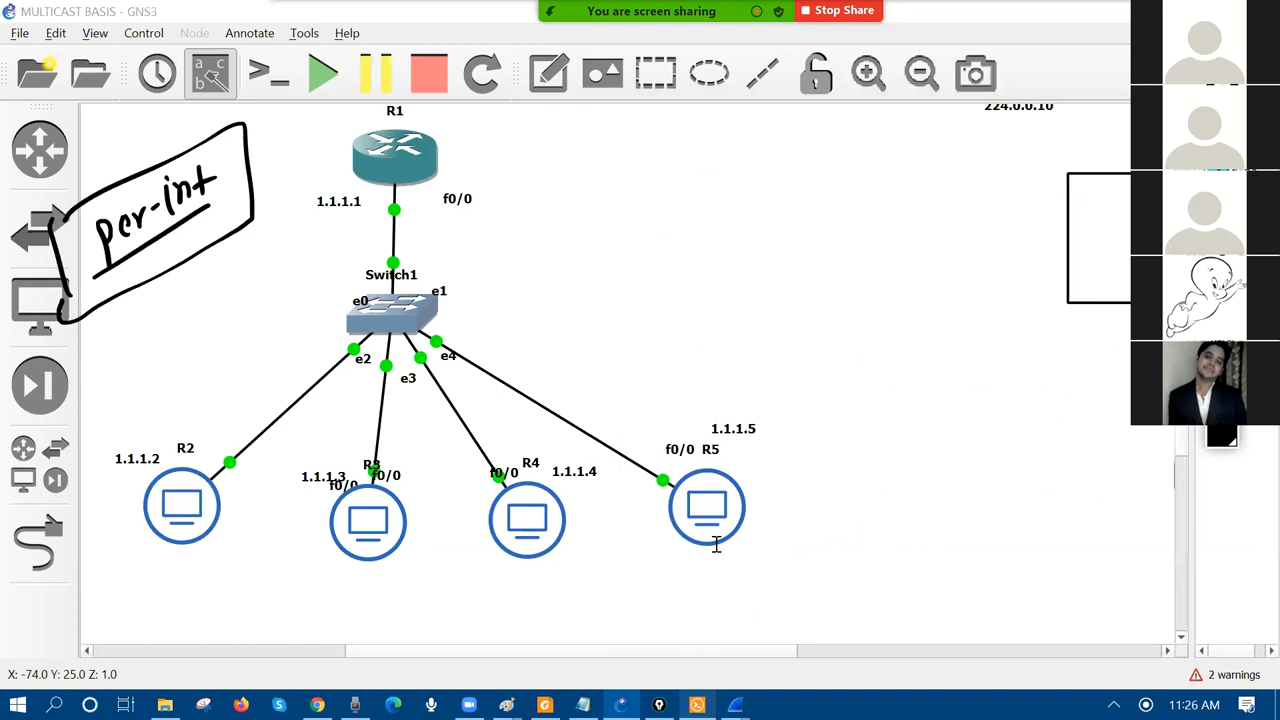 MULTICAST BASIS - GNS3
You are screen sharing
Stop Share
File Edit View Control Node Annotate Tools Help
a c
b
224.0.0.10
R1
per-int
1.1.1.1
f0/0
Switch1
e0
e1
e2
e4
e3
1.1.1.5
f0/0 R5
R2
1.1.1.2
R3
R4
1.1.1.3
f0/0
f0/0
f0/0
1.1.1.4
X: -74.0 Y: 25.0 Z: 1.0
2 warnings
11:26 AM